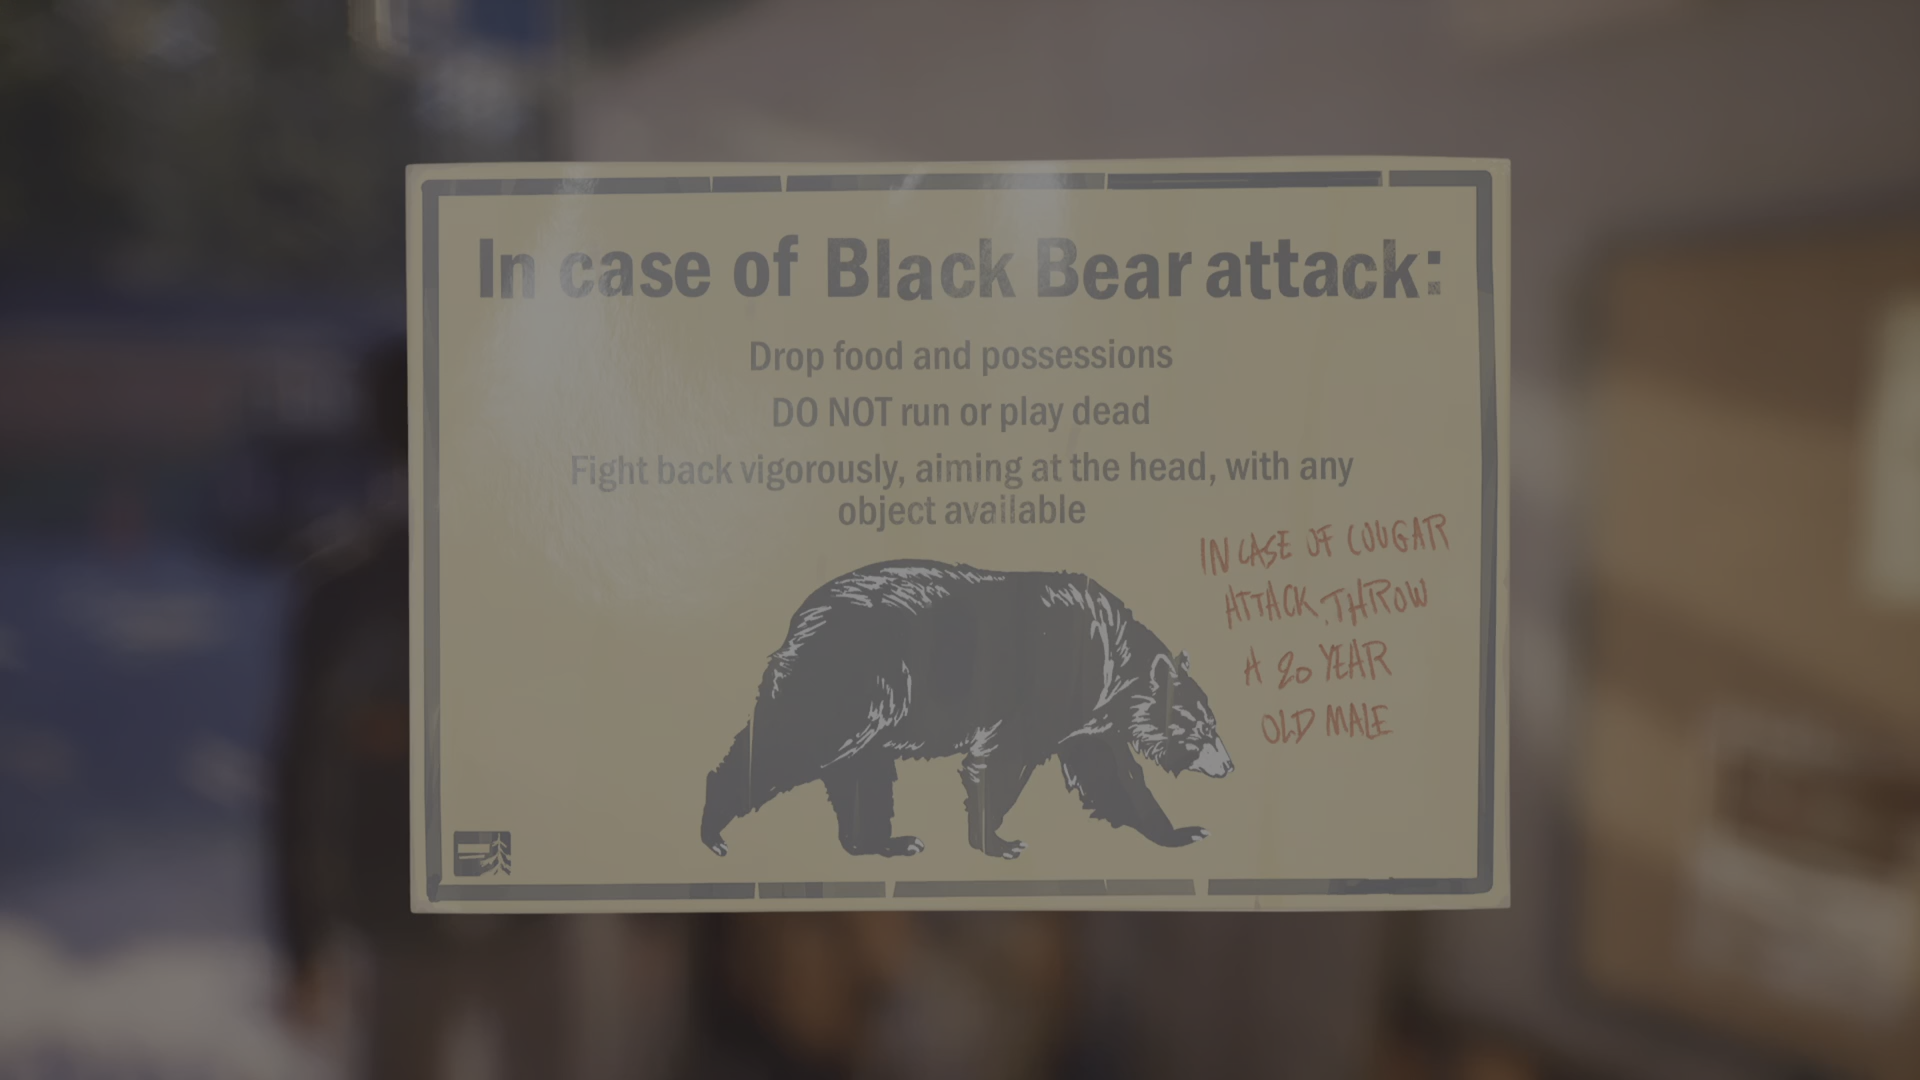 In case of Black Bear attack:
Drop food and possessions
DO NOT run or play dead
Fight back vigorously, aiming at the head, with any
object available
IN CASE OF COUGAR
ATTACK, THROW
A 20 YEAR
OLD MALE